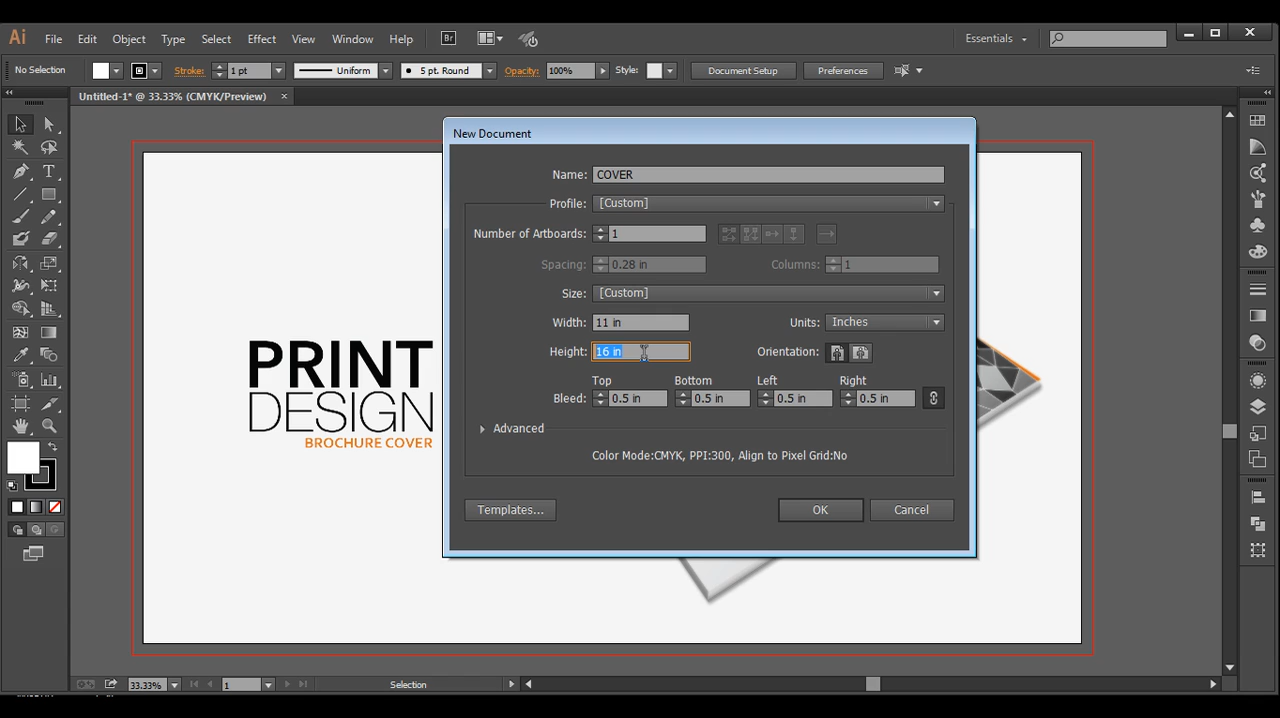 Ai File Edit Object Type Select Effect View Window Help Br Essentials
No Selection Stroke: 1 pt Uniform 5 pt. Round Opacity: 100% Style: Document Setup Preferences
Untitled-1* @ 33.33% (CMYK/Preview) ×
New Document
Name: COVER
Profile: [Custom]
Number of Artboards: 1
Spacing: 0.28 in Columns: 1
Size: [Custom]
Width: 11 in Units: Inches
Height: 16 in Orientation:
Top Bottom Left Right
Bleed: 0.5 in 0.5 in 0.5 in 0.5 in
Advanced
Color Mode:CMYK, PPI:300, Align to Pixel Grid:No
Templates... OK Cancel
PRINT
DESIGN
BROCHURE COVER
33.33% 1 Selection